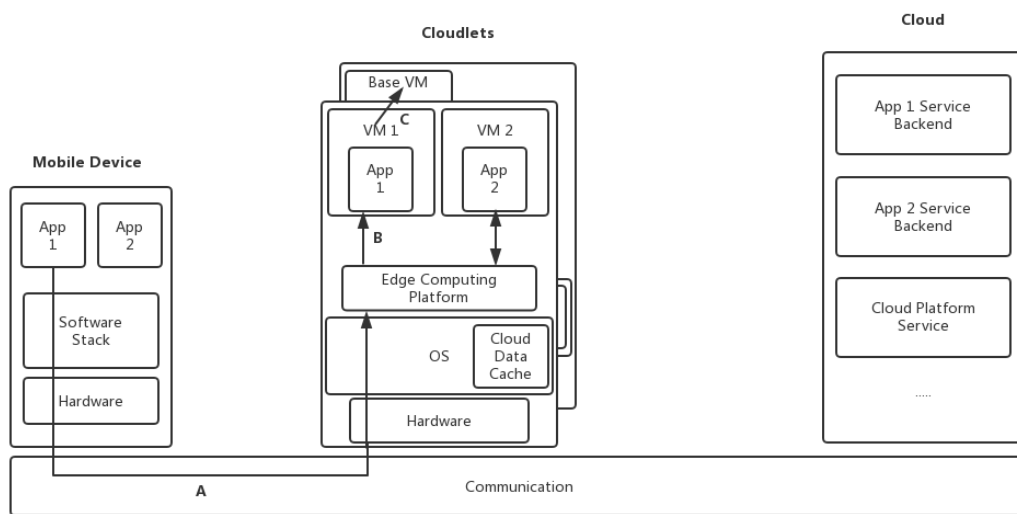 Cloud
Cloudlets
Mobile Device
App
1
App
2
Software
Stack
Hardware
Base VM
C
VM 1
VM 2
App
1
App
2
B
Edge Computing
Platform
OS
Cloud
Data
Cache
Hardware
App 1 Service
Backend
App 2 Service
Backend
Cloud Platform
Service
.....
A
Communication